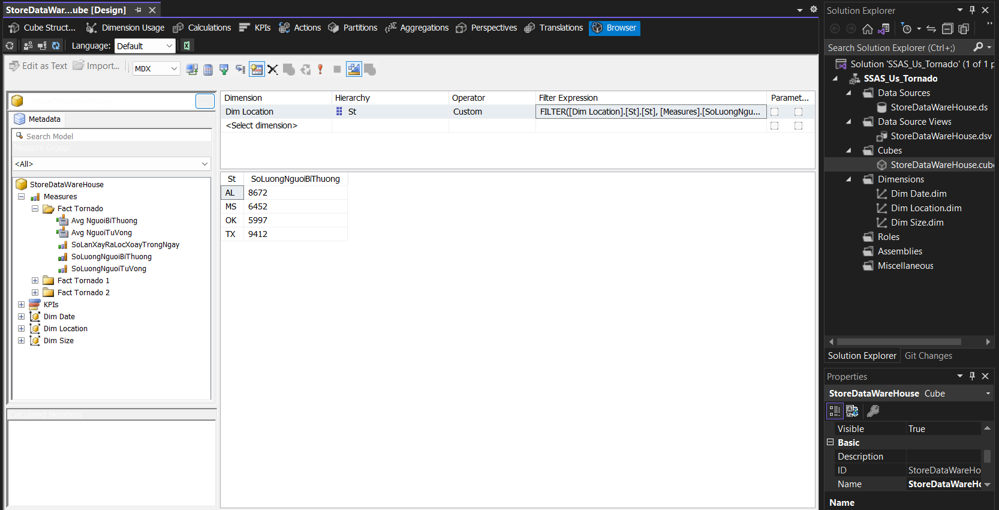 StoreDataWar...ube [Design]
Cube Struct... Dimension Usage Calculations KPIs Actions Partitions Aggregations Perspectives Translations Browser
Language: Default
Edit as Text Import... MDX
Metadata
Search Model
Measure Group:
<All>
StoreDataWareHouse
Measures
Fact Tornado
Avg NguoiBiThuong
Avg NguoiTuVong
SoLanXayRaLocXoayTrongNgay
SoLuongNguoiBiThuong
SoLuongNguoiTuVong
Fact Tornado 1
Fact Tornado 2
KPIs
Dim Date
Dim Location
Dim Size
Calculated Members
Dimension Hierarchy Operator Filter Expression Paramet...
Dim Location St Custom FILTER([Dim Location].[St].[St], [Measures].[SoLuongNgu...
<Select dimension>
St SoLuongNguoiBiThuong
AL 8672
MS 6452
OK 5997
TX 9412
Solution Explorer
Search Solution Explorer (Ctrl+;)
Solution 'SSAS_Us_Tornado' (1 of 1 p
SSAS_Us_Tornado
Data Sources
StoreDataWareHouse.ds
Data Source Views
StoreDataWareHouse.dsv
Cubes
StoreDataWareHouse.cube
Dimensions
Dim Date.dim
Dim Location.dim
Dim Size.dim
Roles
Assemblies
Miscellaneous
Solution Explorer Git Changes
Properties
StoreDataWareHouse Cube
Visible True
Basic
Description
ID StoreDataWareHo
Name StoreDataWareHo
Name